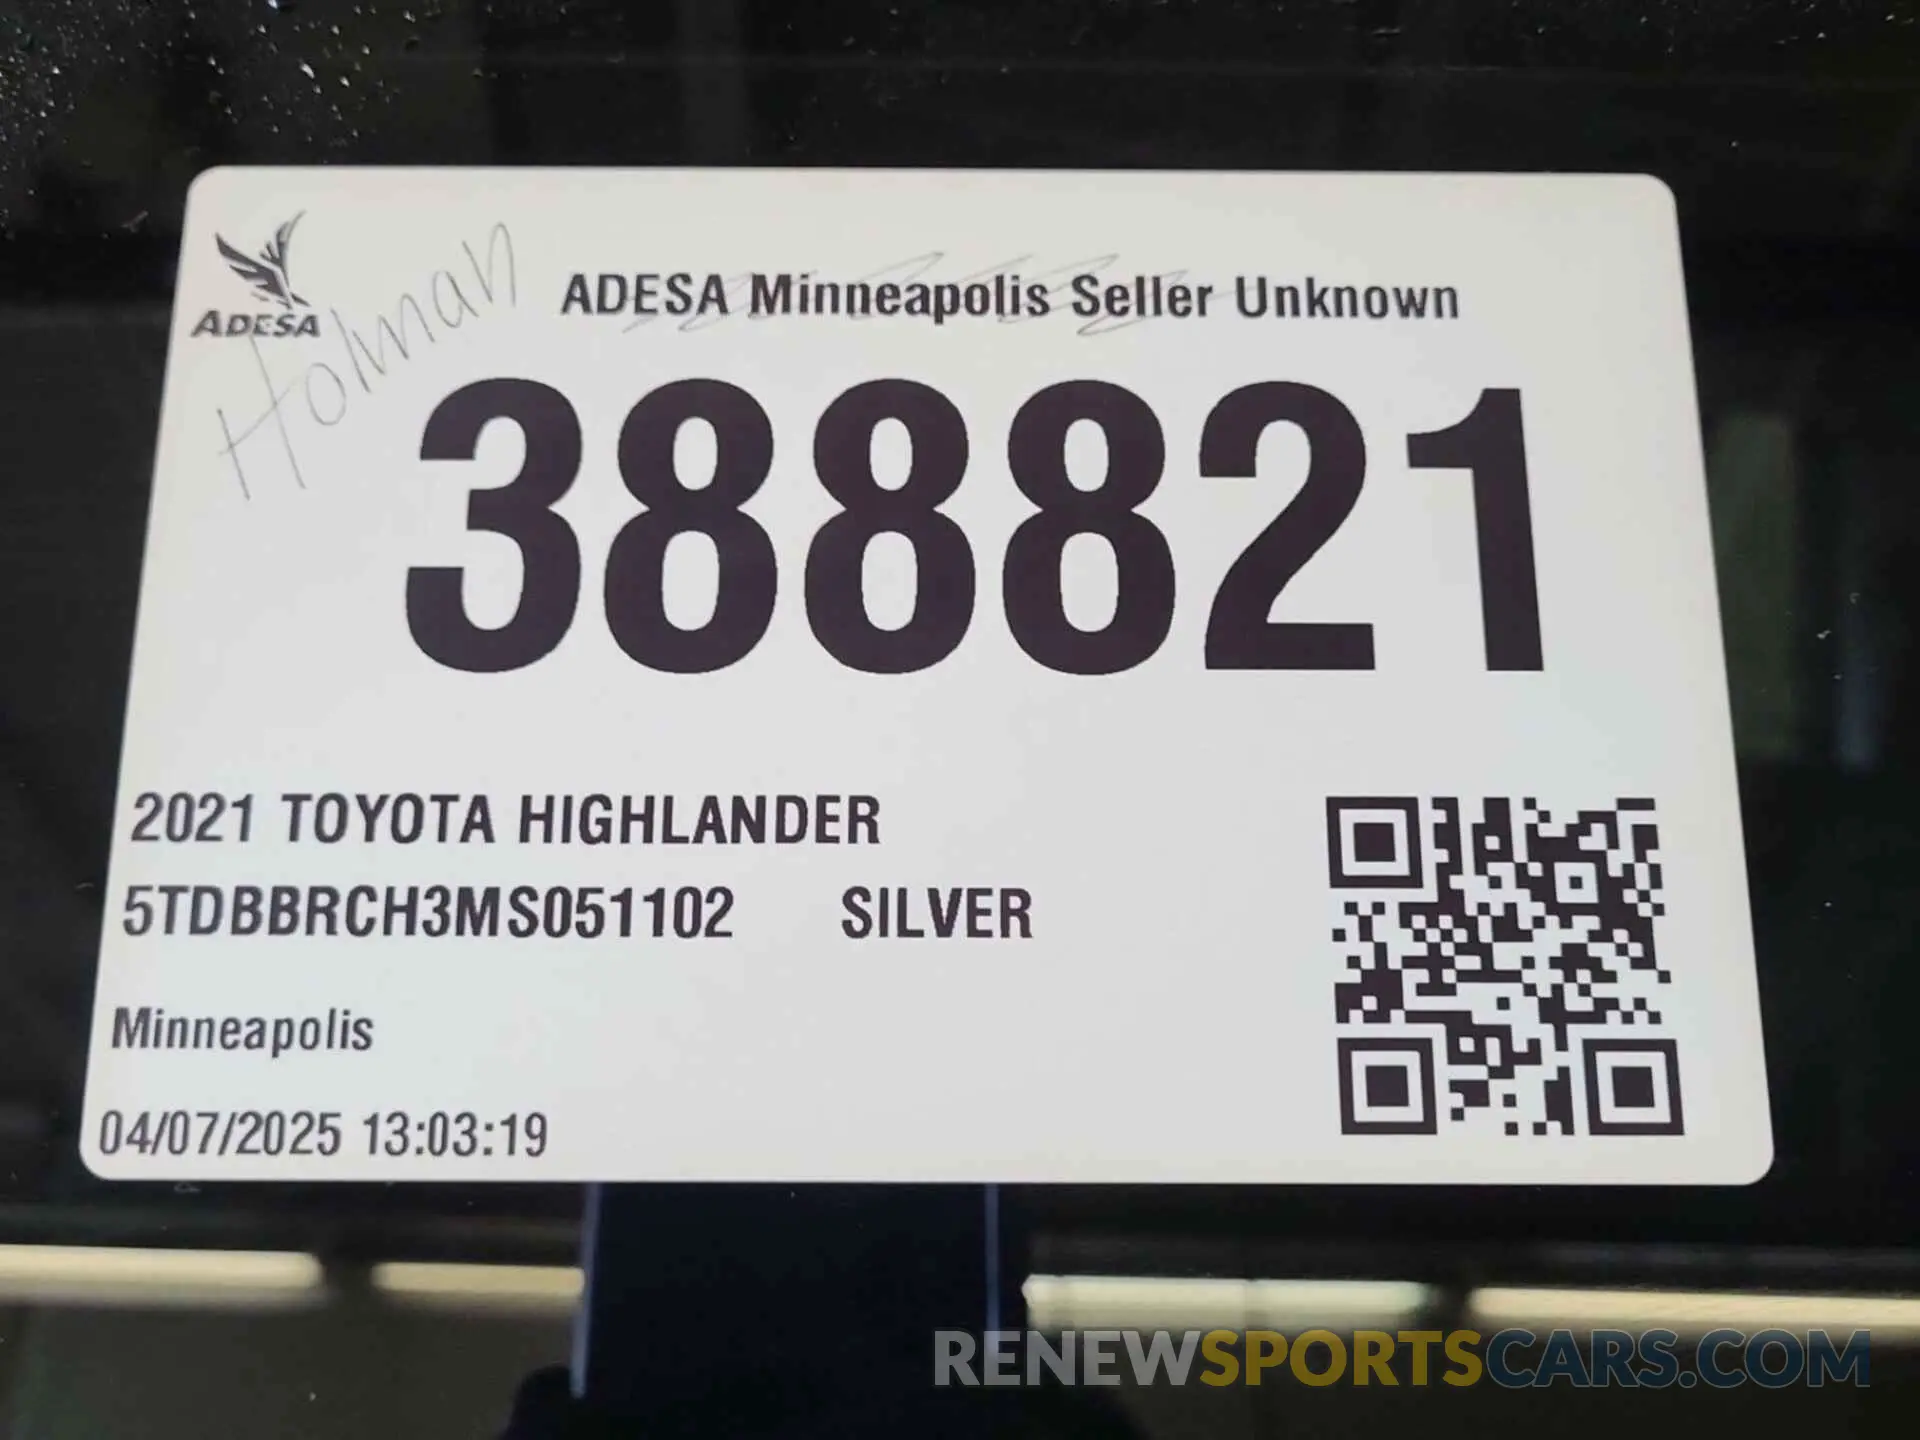 ADESA
Holman
ADESA Minneapolis Seller Unknown
388821
2021 TOYOTA HIGHLANDER
5TDBBRCH3MS051102 SILVER
Minneapolis
04/07/2025 13:03:19
RENEWSPORTSCARS.COM